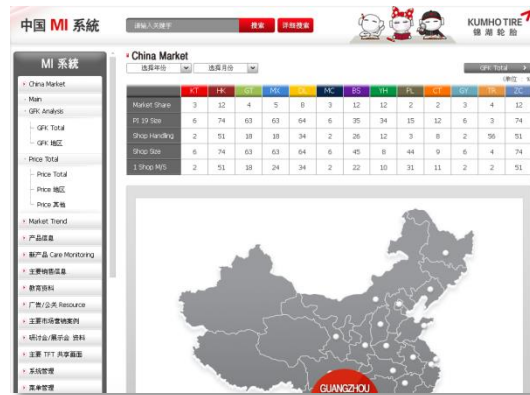 中国 MI 系統
请输入关键字
搜索
详细搜索
KUMHO TIRE
锦 湖 轮 胎
MI 系統
China Market
Main
GFK Analysis
GFK Total
GFK 地区
Price Total
Price Total
Price 地区
Price 其他
Market Trend
产品信息
新产品 Care Monitoring
主要销售信息
教育资料
广告/公关 Resource
主要市场营销案例
研讨会/展示会 资料
主要 TFT 共享画面
系统管理
菜单管理
China Market
选择年份 选择月份 GFK Total
KT HK GT MX DL MC BS YH PL CT GY TR ZC
Market Share 3 12 4 5 8 3 12 12 2 2 3 4 12
PI 19 Size 6 74 63 63 64 6 35 34 15 12 6 3 74
Shop Handling 2 51 18 18 34 2 26 12 3 8 2 56 51
Shop Size 6 74 63 63 64 6 45 8 44 9 6 4 74
1 Shop M/S 2 51 18 24 34 2 22 10 31 11 2 2 51
GUANGZHOU